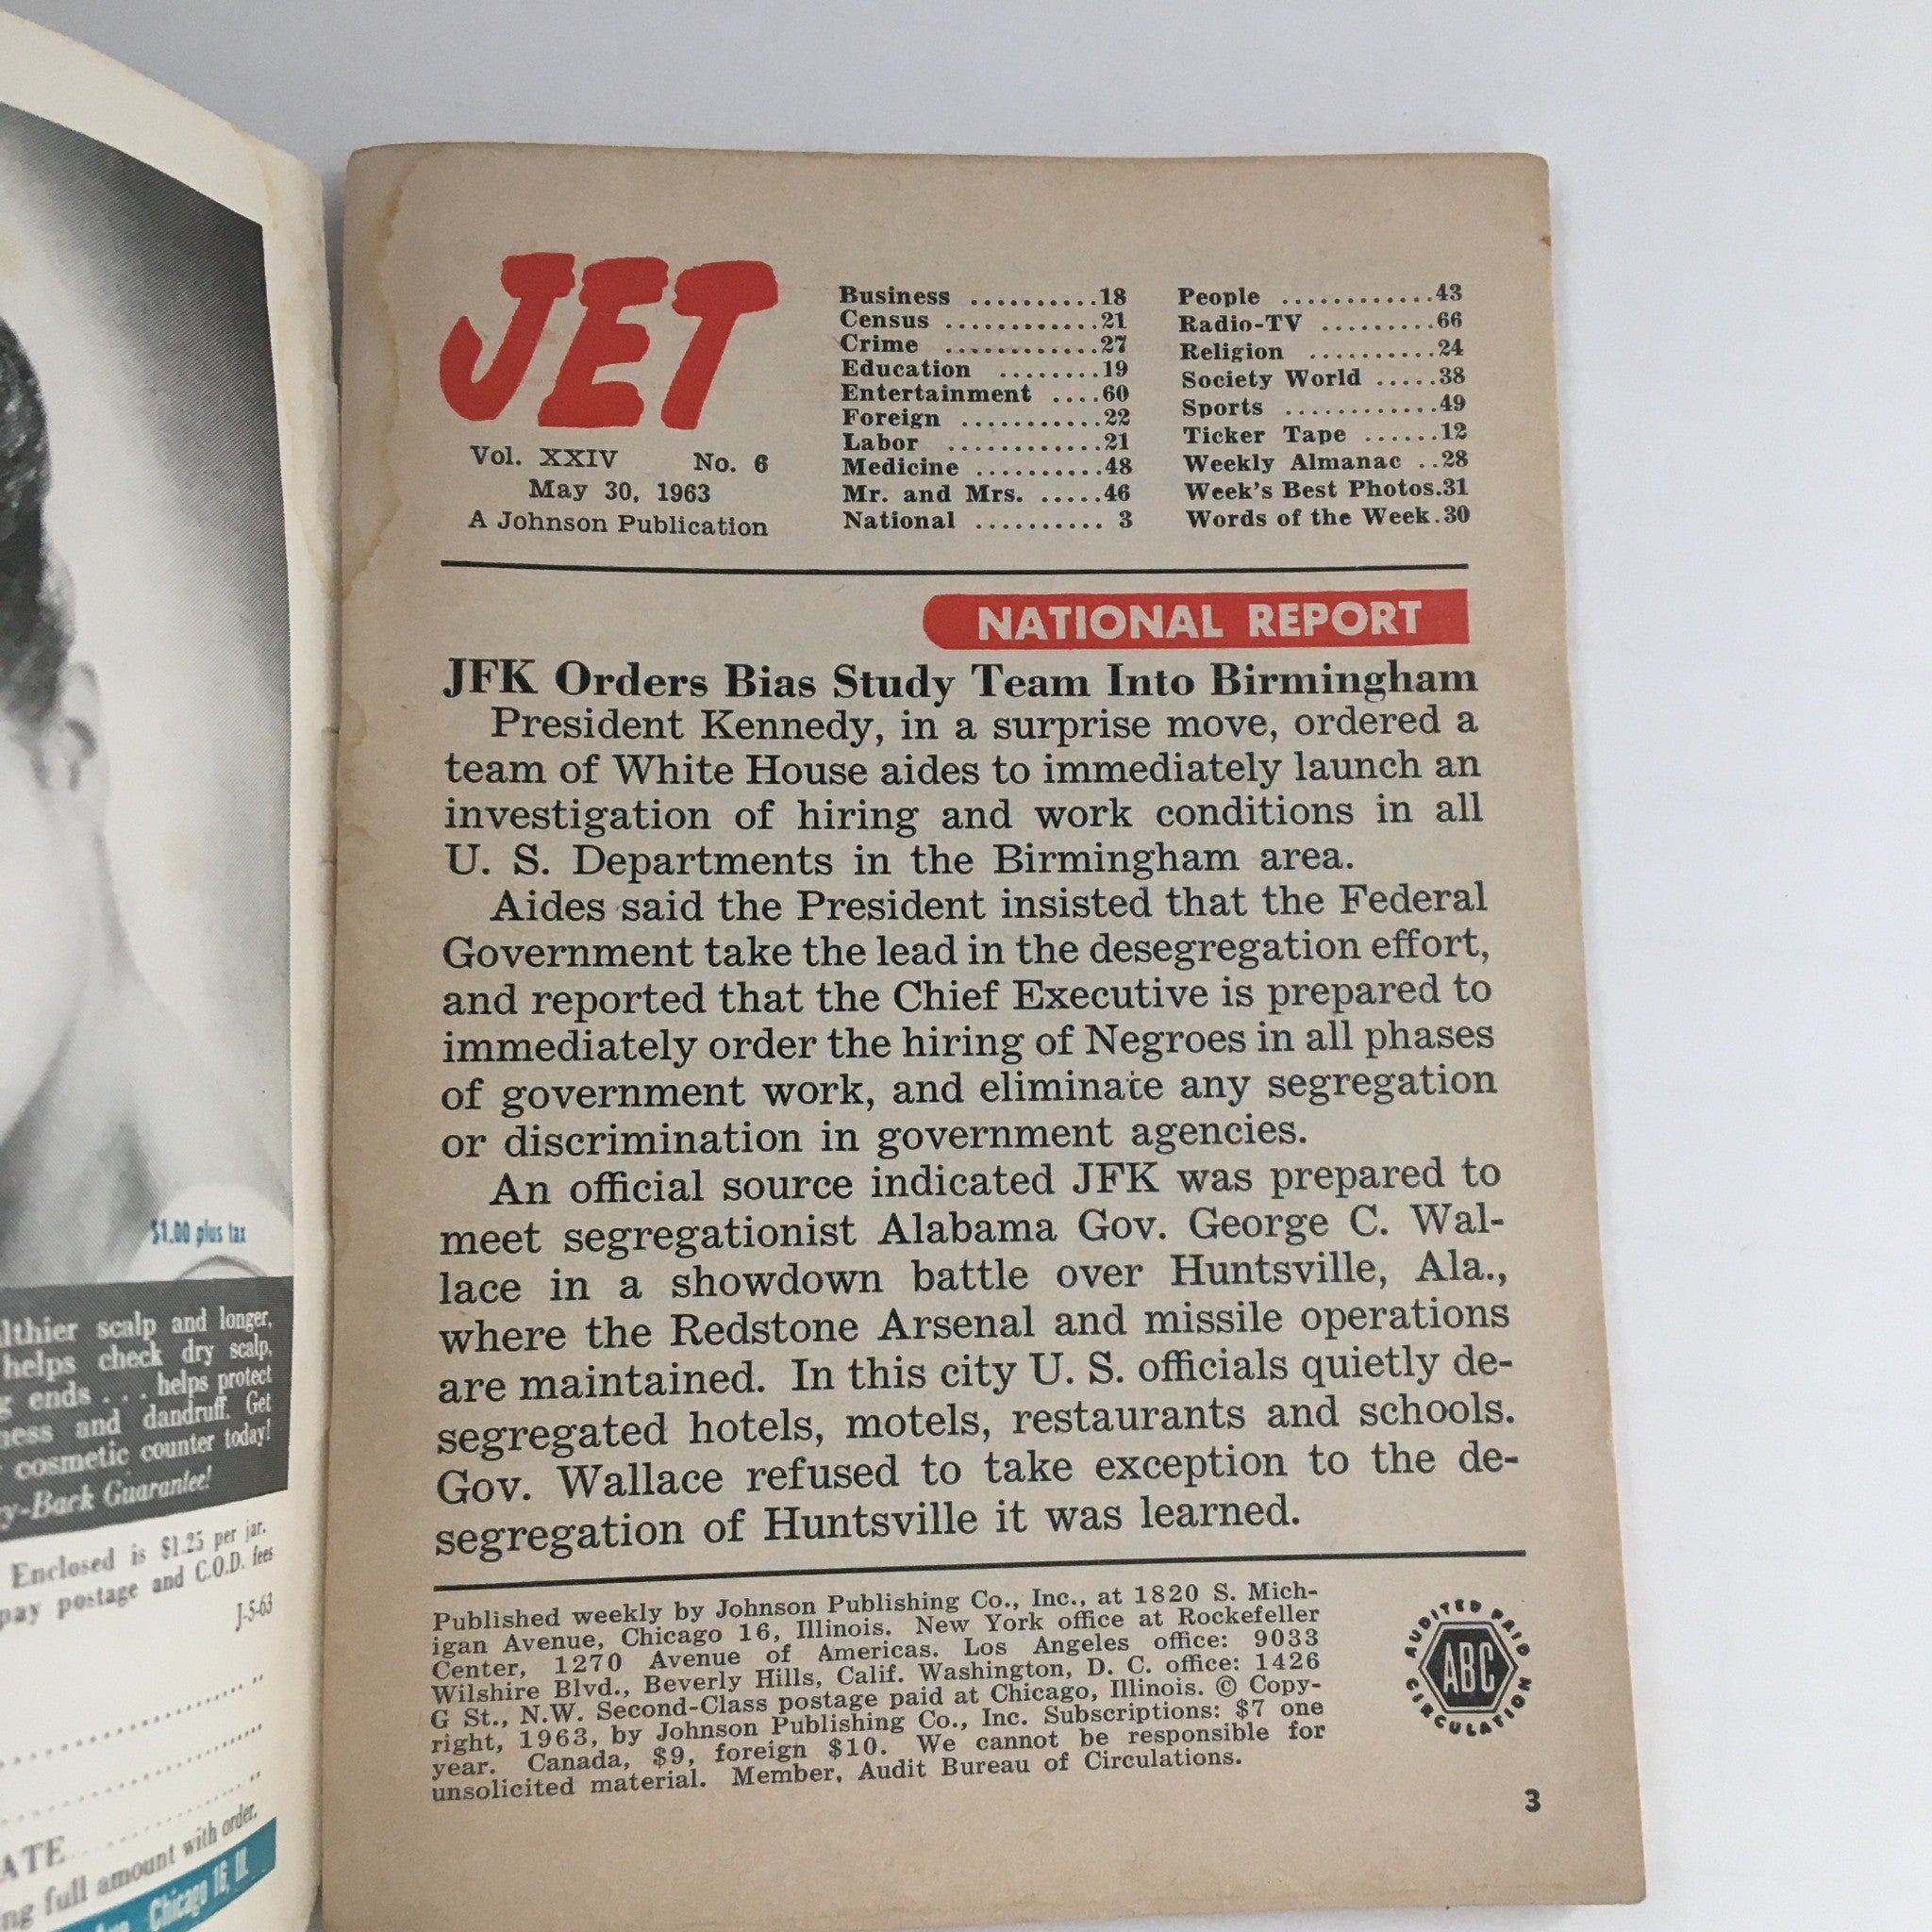 $1.00 plus tax
scalp and longer,
helps check dry scalp,
ends . . . helps protect
and dandruff. Get
cosmetic counter today!
Guarantee!
Enclosed is $1.25 per jar.
pay postage and C.O.D. fees
J-5-63
full amount with order.
Chicago 16, Ill.
JET
Vol. XXIV No. 6
May 30, 1963
A Johnson Publication
Business ..........18
Census ............21
Crime ............27
Education ........19
Entertainment ....60
Foreign ...........22
Labor ............21
Medicine ..........48
Mr. and Mrs. .....46
National .......... 3
People ............43
Radio-TV .........66
Religion ..........24
Society World .....38
Sports ............49
Ticker Tape ......12
Weekly Almanac ..28
Week's Best Photos.31
Words of the Week.30
NATIONAL REPORT
JFK Orders Bias Study Team Into Birmingham
President Kennedy, in a surprise move, ordered a
team of White House aides to immediately launch an
investigation of hiring and work conditions in all
U. S. Departments in the Birmingham area.
Aides said the President insisted that the Federal
Government take the lead in the desegregation effort,
and reported that the Chief Executive is prepared to
immediately order the hiring of Negroes in all phases
of government work, and eliminate any segregation
or discrimination in government agencies.
An official source indicated JFK was prepared to
meet segregationist Alabama Gov. George C. Wal-
lace in a showdown battle over Huntsville, Ala.,
where the Redstone Arsenal and missile operations
are maintained. In this city U. S. officials quietly de-
segregated hotels, motels, restaurants and schools.
Gov. Wallace refused to take exception to the de-
segregation of Huntsville it was learned.
Published weekly by Johnson Publishing Co., Inc., at 1820 S. Mich-
igan Avenue, Chicago 16, Illinois. New York office at Rockefeller
Center, 1270 Avenue of Americas. Los Angeles office: 9033
Wilshire Blvd., Beverly Hills, Calif. Washington, D. C. office: 1426
G St., N.W. Second-Class postage paid at Chicago, Illinois. © Copy-
right, 1963, by Johnson Publishing Co., Inc. Subscriptions: $7 one
year. Canada, $9, foreign $10. We cannot be responsible for
unsolicited material. Member, Audit Bureau of Circulations.
AUDITED PAID
ABC
CIRCULATION
3